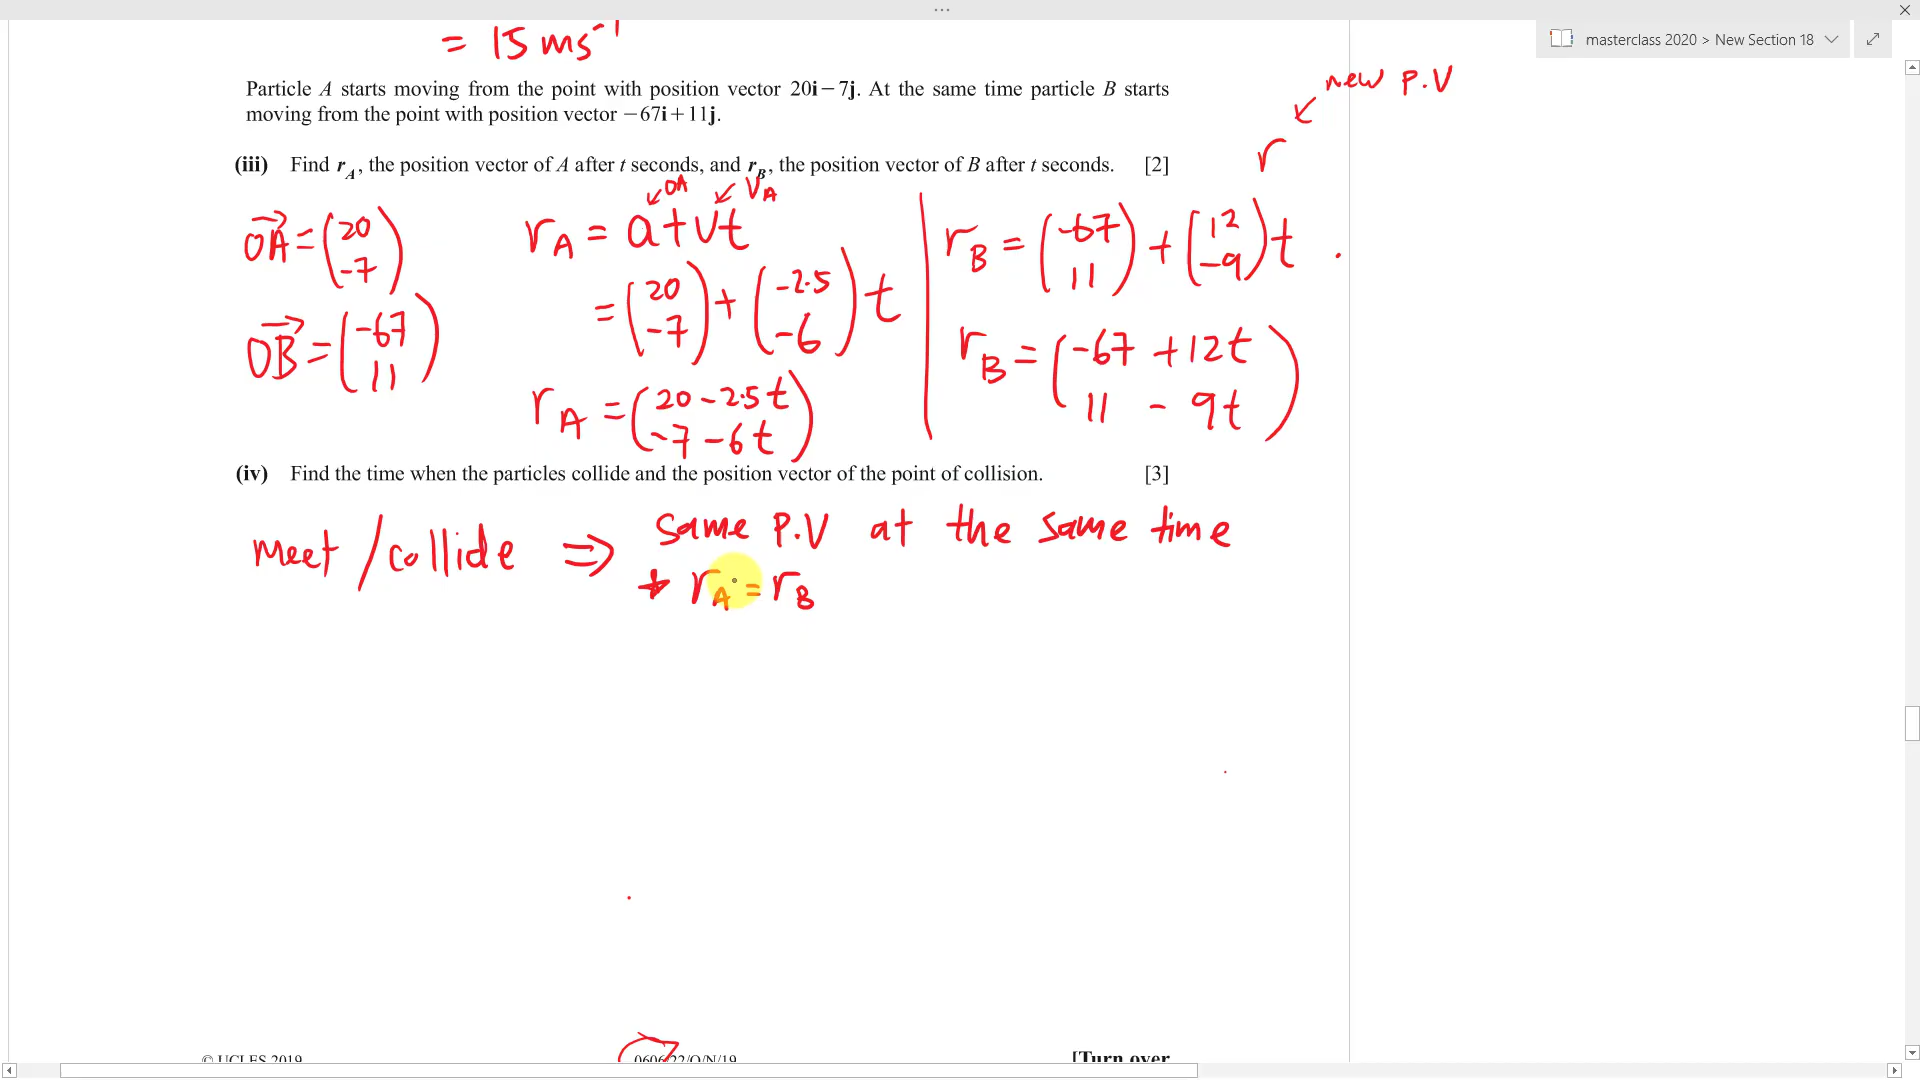 masterclass 2020 > New Section 18
= 15 ms⁻¹
new P.V
Particle A starts moving from the point with position vector 20i − 7j. At the same time particle B starts
moving from the point with position vector −67i + 11j.
r
(iii) Find r_A, the position vector of A after t seconds, and r_B, the position vector of B after t seconds. [2]
OA V_A
OA = (20 -7)
OB = (-67 11)
r_A = a + vt
= (20 -7) + (-2.5 -6) t
r_A = (20 - 2.5t -7 - 6t)
r_B = (-67 11) + (12 -9) t
r_B = (-67 + 12t 11 - 9t)
(iv) Find the time when the particles collide and the position vector of the point of collision. [3]
meet / collide ⇒ same P.V at the same time
* r_A = r_B
© UCLES 2019 0606/22/O/N/19 [Turn over